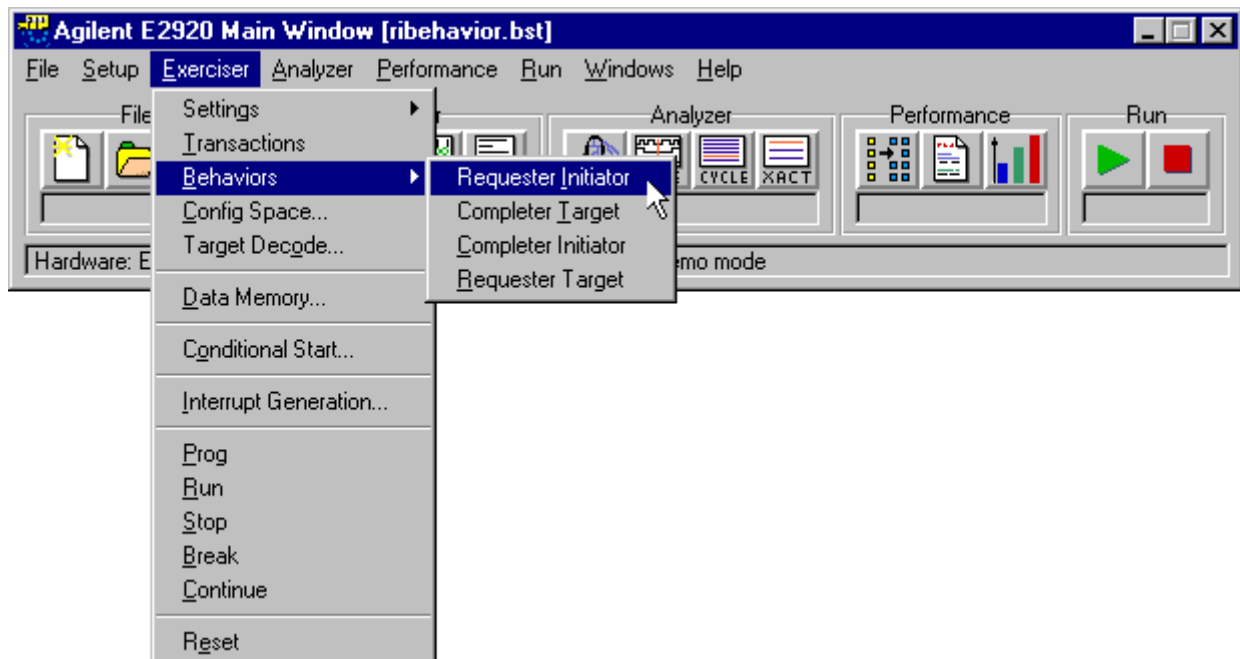 Agilent E2920 Main Window [ribehavior.bst]
File Setup Exerciser Analyzer Performance Run Windows Help
File Analyzer Performance Run
CYCLE XACT
Settings
Transactions
Behaviors
Config Space...
Target Decode...
Data Memory...
Conditional Start...
Interrupt Generation...
Prog
Run
Stop
Break
Continue
Reset
Requester Initiator
Completer Target
Completer Initiator
Requester Target
Hardware: E
mo mode